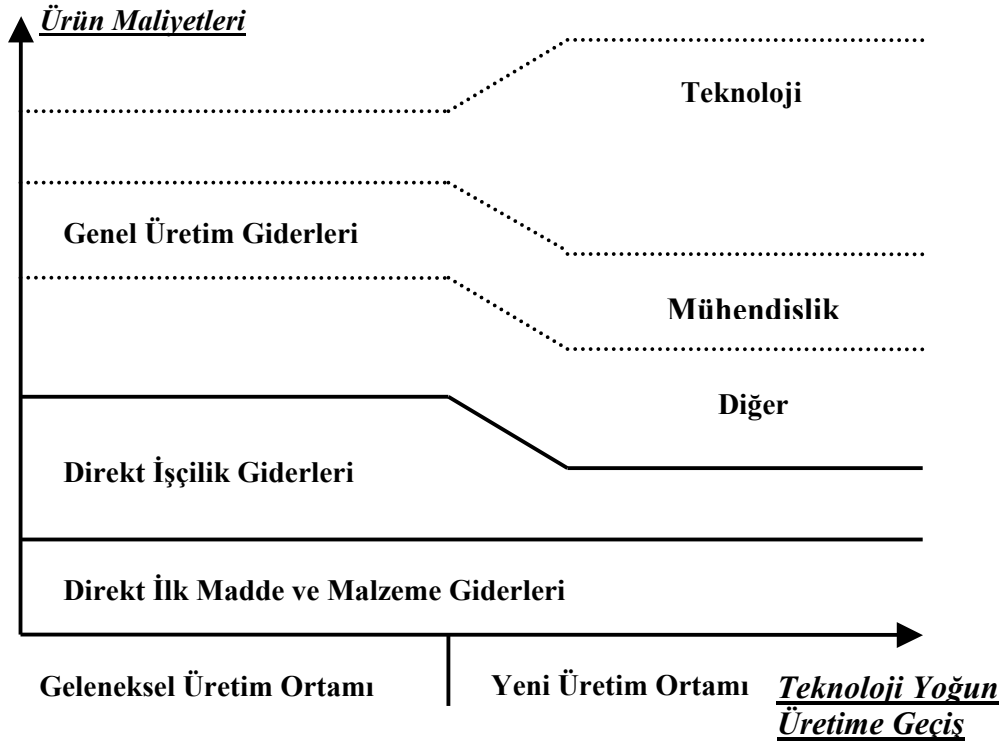 Ürün Maliyetleri
Teknoloji
Genel Üretim Giderleri
Mühendislik
Diğer
Direkt İşçilik Giderleri
Direkt İlk Madde ve Malzeme Giderleri
Geleneksel Üretim Ortamı
Yeni Üretim Ortamı
Teknoloji Yoğun
Üretime Geçiş